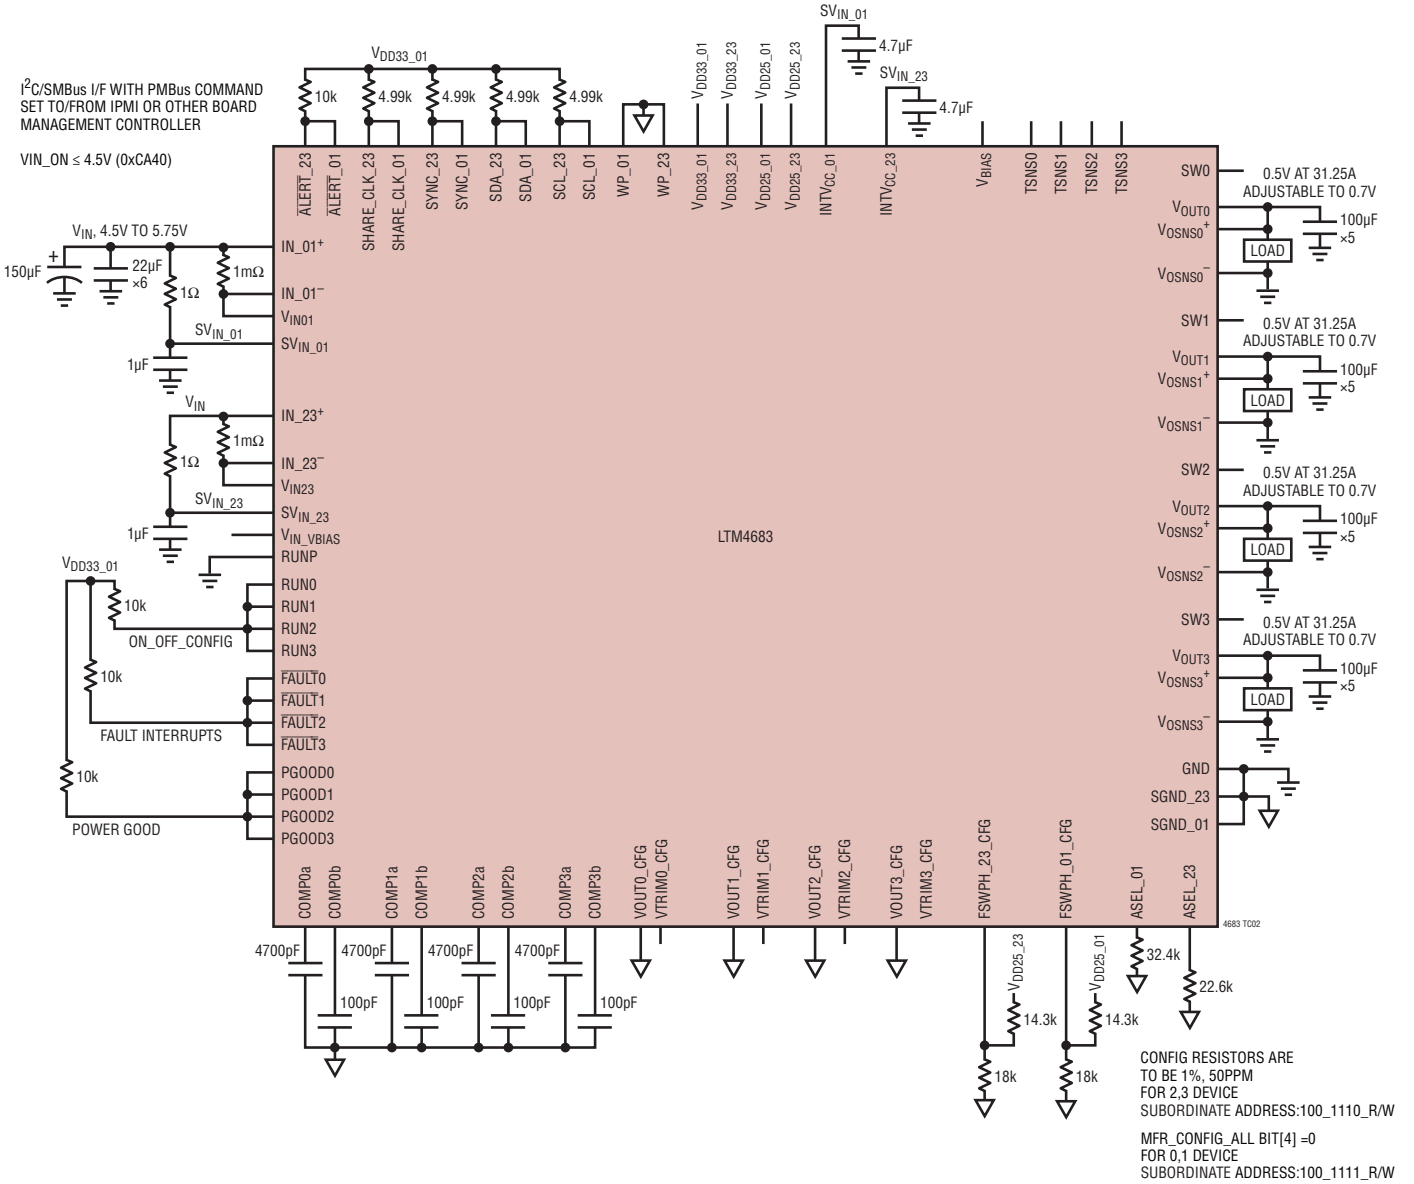 I2C/SMBus I/F WITH PMBus COMMAND
SET TO/FROM IPMI OR OTHER BOARD
MANAGEMENT CONTROLLER
VIN_ON ≤ 4.5V (0xCA40)
VDD33_01
10k
4.99k
4.99k
4.99k
4.99k
VDD33_01
VDD33_23
VDD25_01
VDD25_23
SVIN_01
4.7µF
SVIN_23
4.7µF
ALERT_23
ALERT_01
SHARE_CLK_23
SHARE_CLK_01
SYNC_23
SYNC_01
SDA_23
SDA_01
SCL_23
SCL_01
WP_01
WP_23
VDD33_01
VDD33_23
VDD25_01
VDD25_23
INTVCC_01
INTVCC_23
VBIAS
TSNS0
TSNS1
TSNS2
TSNS3
VIN, 4.5V TO 5.75V
150µF
+
22µF
×6
1Ω
1mΩ
SVIN_01
1µF
IN_01+
IN_01−
VIN01
SVIN_01
VIN
1Ω
1mΩ
SVIN_23
1µF
IN_23+
IN_23−
VIN23
SVIN_23
VIN_VBIAS
RUNP
VDD33_01
10k
ON_OFF_CONFIG
10k
FAULT INTERRUPTS
10k
POWER GOOD
RUN0
RUN1
RUN2
RUN3
FAULT0
FAULT1
FAULT2
FAULT3
PGOOD0
PGOOD1
PGOOD2
PGOOD3
LTM4683
SW0
0.5V AT 31.25A
ADJUSTABLE TO 0.7V
VOUT0
VOSNS0+
VOSNS0−
LOAD
100µF
×5
SW1
0.5V AT 31.25A
ADJUSTABLE TO 0.7V
VOUT1
VOSNS1+
VOSNS1−
LOAD
100µF
×5
SW2
0.5V AT 31.25A
ADJUSTABLE TO 0.7V
VOUT2
VOSNS2+
VOSNS2−
LOAD
100µF
×5
SW3
0.5V AT 31.25A
ADJUSTABLE TO 0.7V
VOUT3
VOSNS3+
VOSNS3−
LOAD
100µF
×5
GND
SGND_23
SGND_01
COMP0a
COMP0b
COMP1a
COMP1b
COMP2a
COMP2b
COMP3a
COMP3b
VOUT0_CFG
VTRIM0_CFG
VOUT1_CFG
VTRIM1_CFG
VOUT2_CFG
VTRIM2_CFG
VOUT3_CFG
VTRIM3_CFG
FSWPH_23_CFG
FSWPH_01_CFG
ASEL_01
ASEL_23
4683 TC02
4700pF
4700pF
4700pF
4700pF
100pF
100pF
100pF
100pF
VDD25_23
14.3k
18k
VDD25_01
14.3k
18k
32.4k
22.6k
CONFIG RESISTORS ARE
TO BE 1%, 50PPM
FOR 2,3 DEVICE
SUBORDINATE ADDRESS:100_1110_R/W
MFR_CONFIG_ALL BIT[4] =0
FOR 0,1 DEVICE
SUBORDINATE ADDRESS:100_1111_R/W